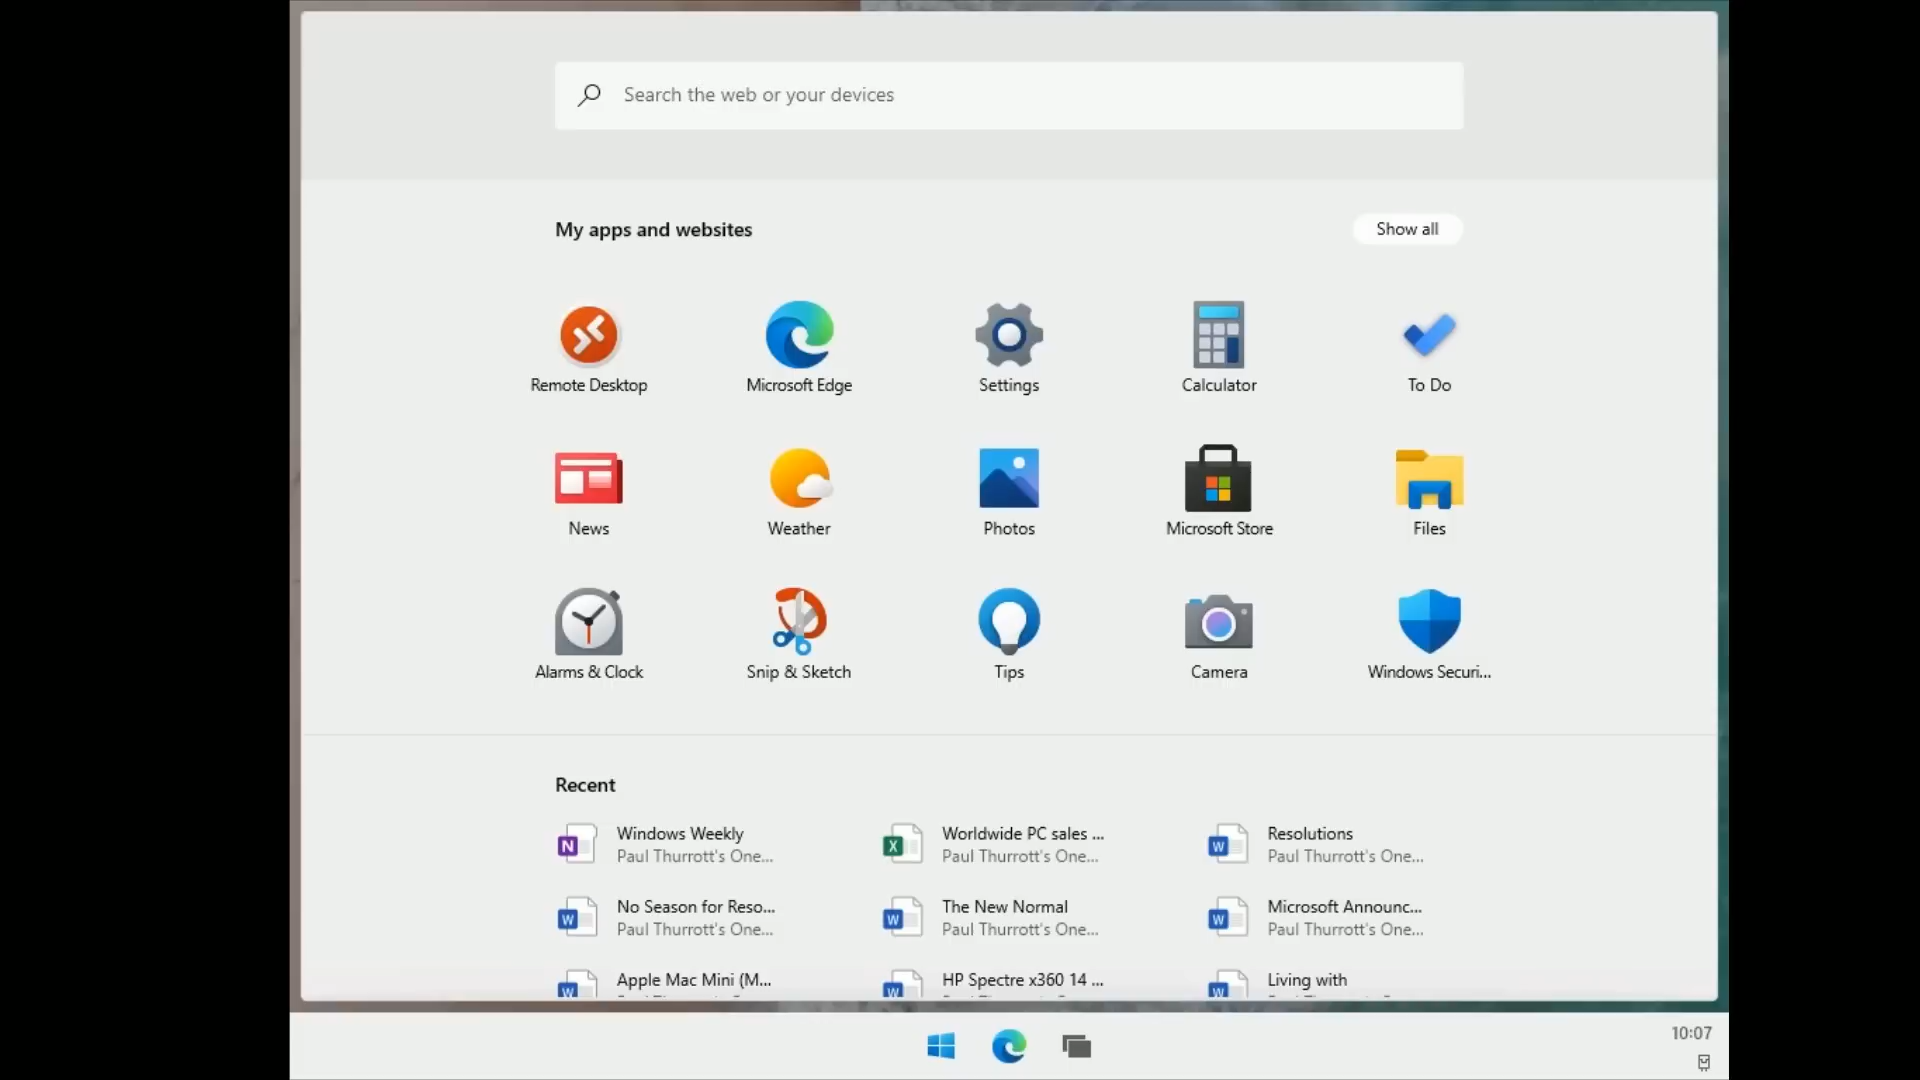 Search the web or your devices
My apps and websites
Show all
Remote Desktop
Microsoft Edge
Settings
Calculator
To Do
News
Weather
Photos
Microsoft Store
Files
Alarms & Clock
Snip & Sketch
Tips
Camera
Windows Securi...
Recent
N
Windows Weekly
Paul Thurrott's One...
X
Worldwide PC sales ...
Paul Thurrott's One...
W
Resolutions
Paul Thurrott's One...
W
No Season for Reso...
Paul Thurrott's One...
W
The New Normal
Paul Thurrott's One...
W
Microsoft Announc...
Paul Thurrott's One...
W
Apple Mac Mini (M...
W
HP Spectre x360 14 ...
W
Living with
10:07